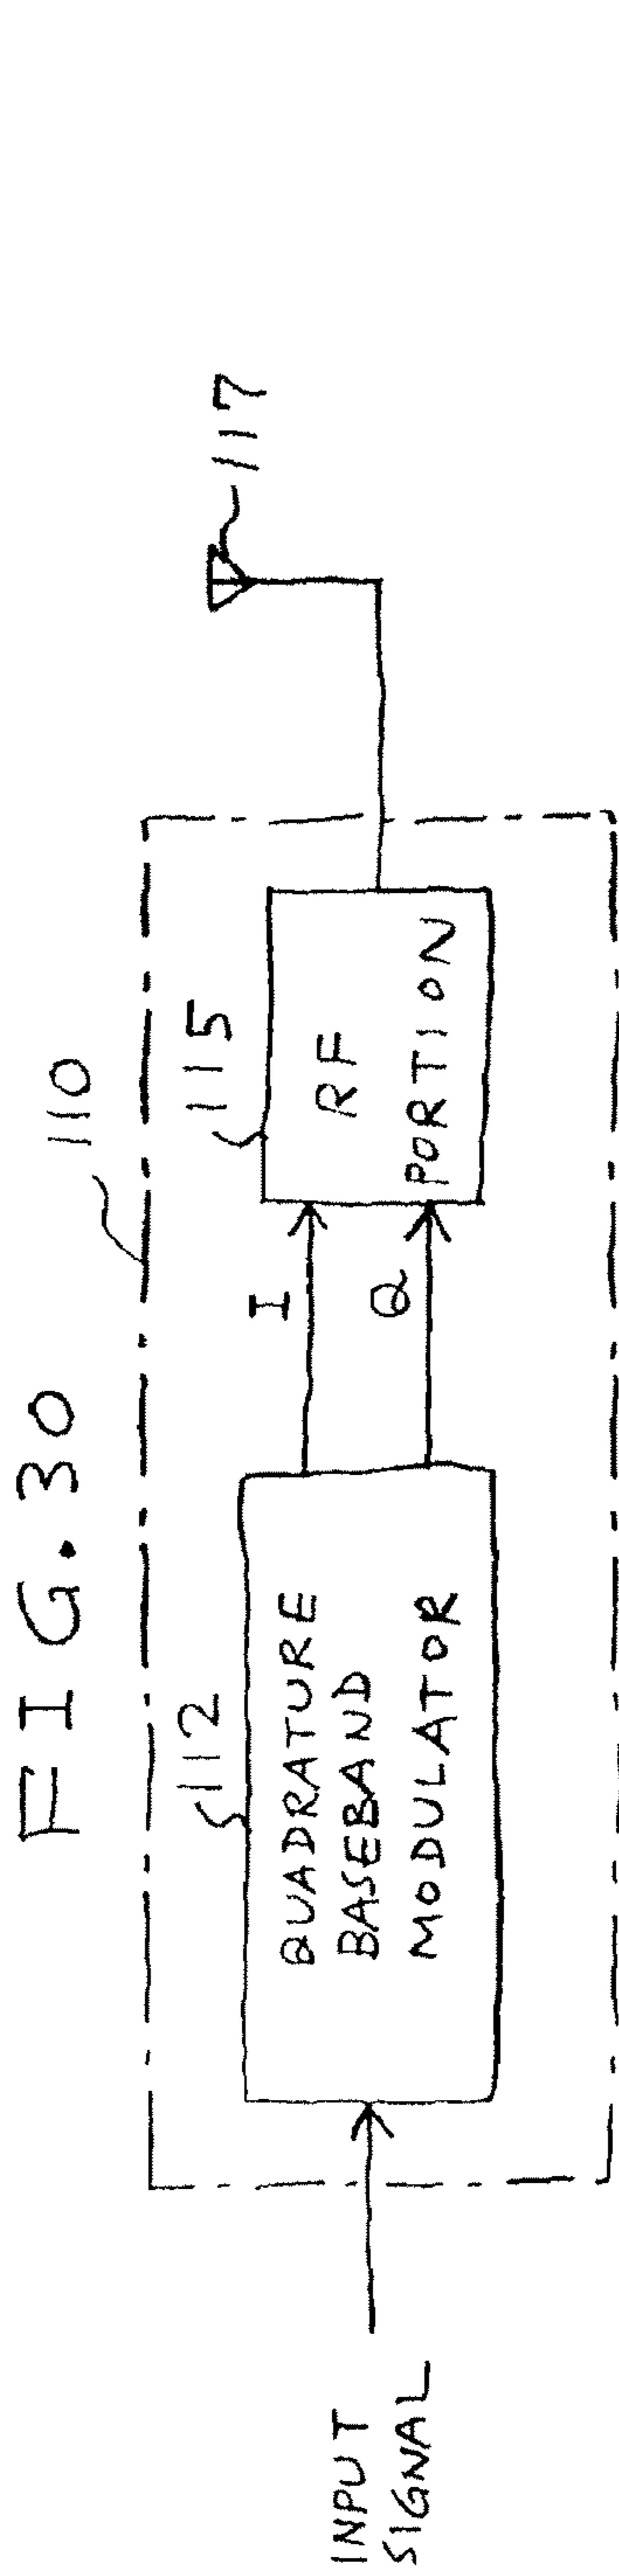 FIG. 30
110
112
115
117
INPUT
SIGNAL
QUADRATURE
BASEBAND
MODULATOR
I
Q
RF
PORTION